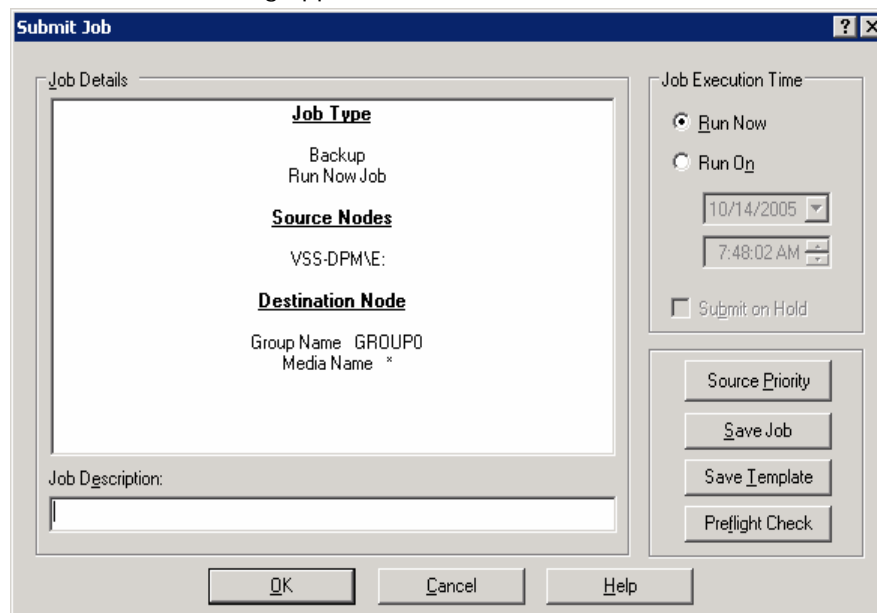 Submit Job
Job Details
Job Type
Backup
Run Now Job
Source Nodes
VSS-DPM\E:
Destination Node
Group Name GROUP0
Media Name *
Job Description:
Job Execution Time
Run Now
Run On
10/14/2005
7:48:02 AM
Submit on Hold
Source Priority
Save Job
Save Template
Preflight Check
OK
Cancel
Help